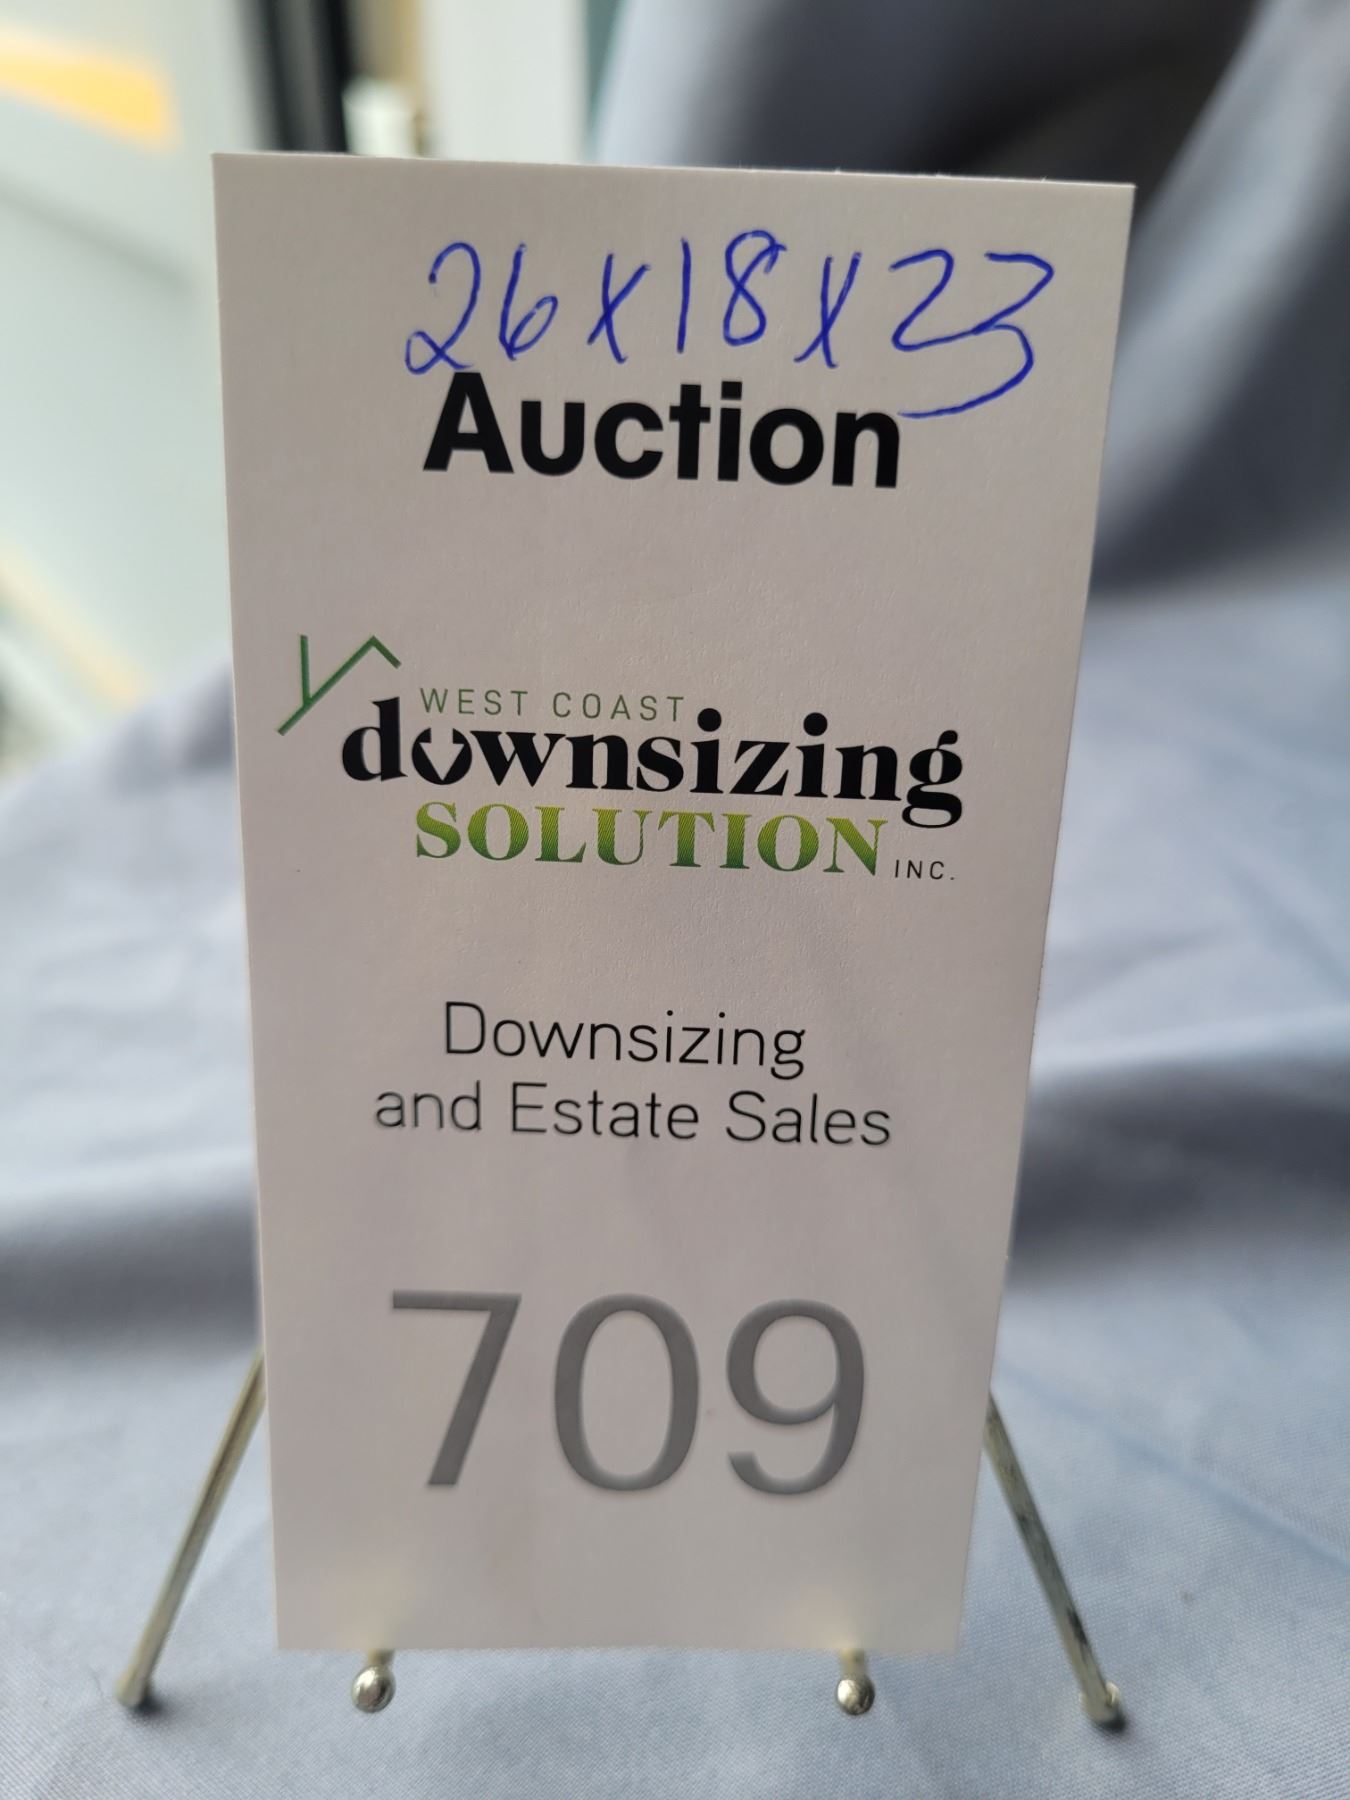 26x18x23
Auction
WEST COAST
downsizing
SOLUTION INC.
Downsizing
and Estate Sales
709